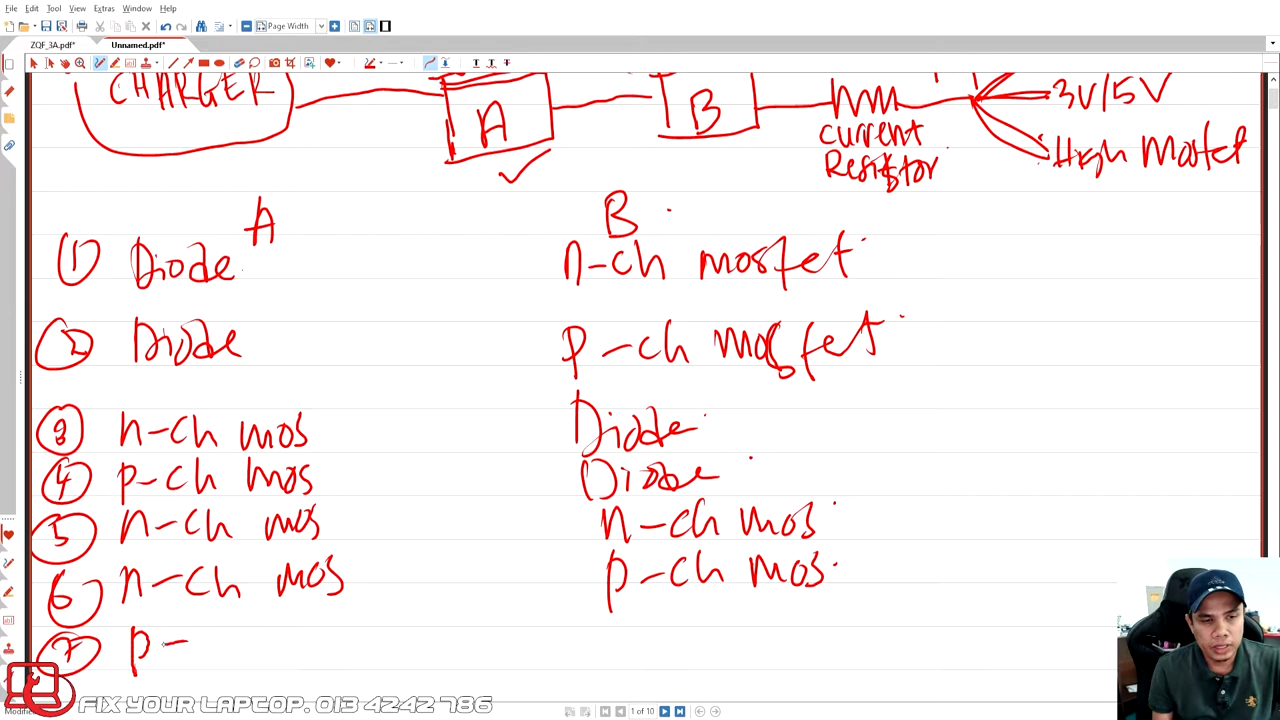 File Edit Tool View Extras Window Help
Page Width
ZQF_3A.pdf* Unnamed.pdf*
CHARGER
A
B
current
Resistor
3V/5V
High Mosfet
A B
1 Diode n-ch mosfet
2 Diode p-ch mosfet
3 n-ch mos Diode
4 p-ch mos Diode
5 n-ch mos n-ch mos
6 n-ch mos p-ch mos
7 p-
FIX YOUR LAPTOP. 013 4242 786
1 of 10